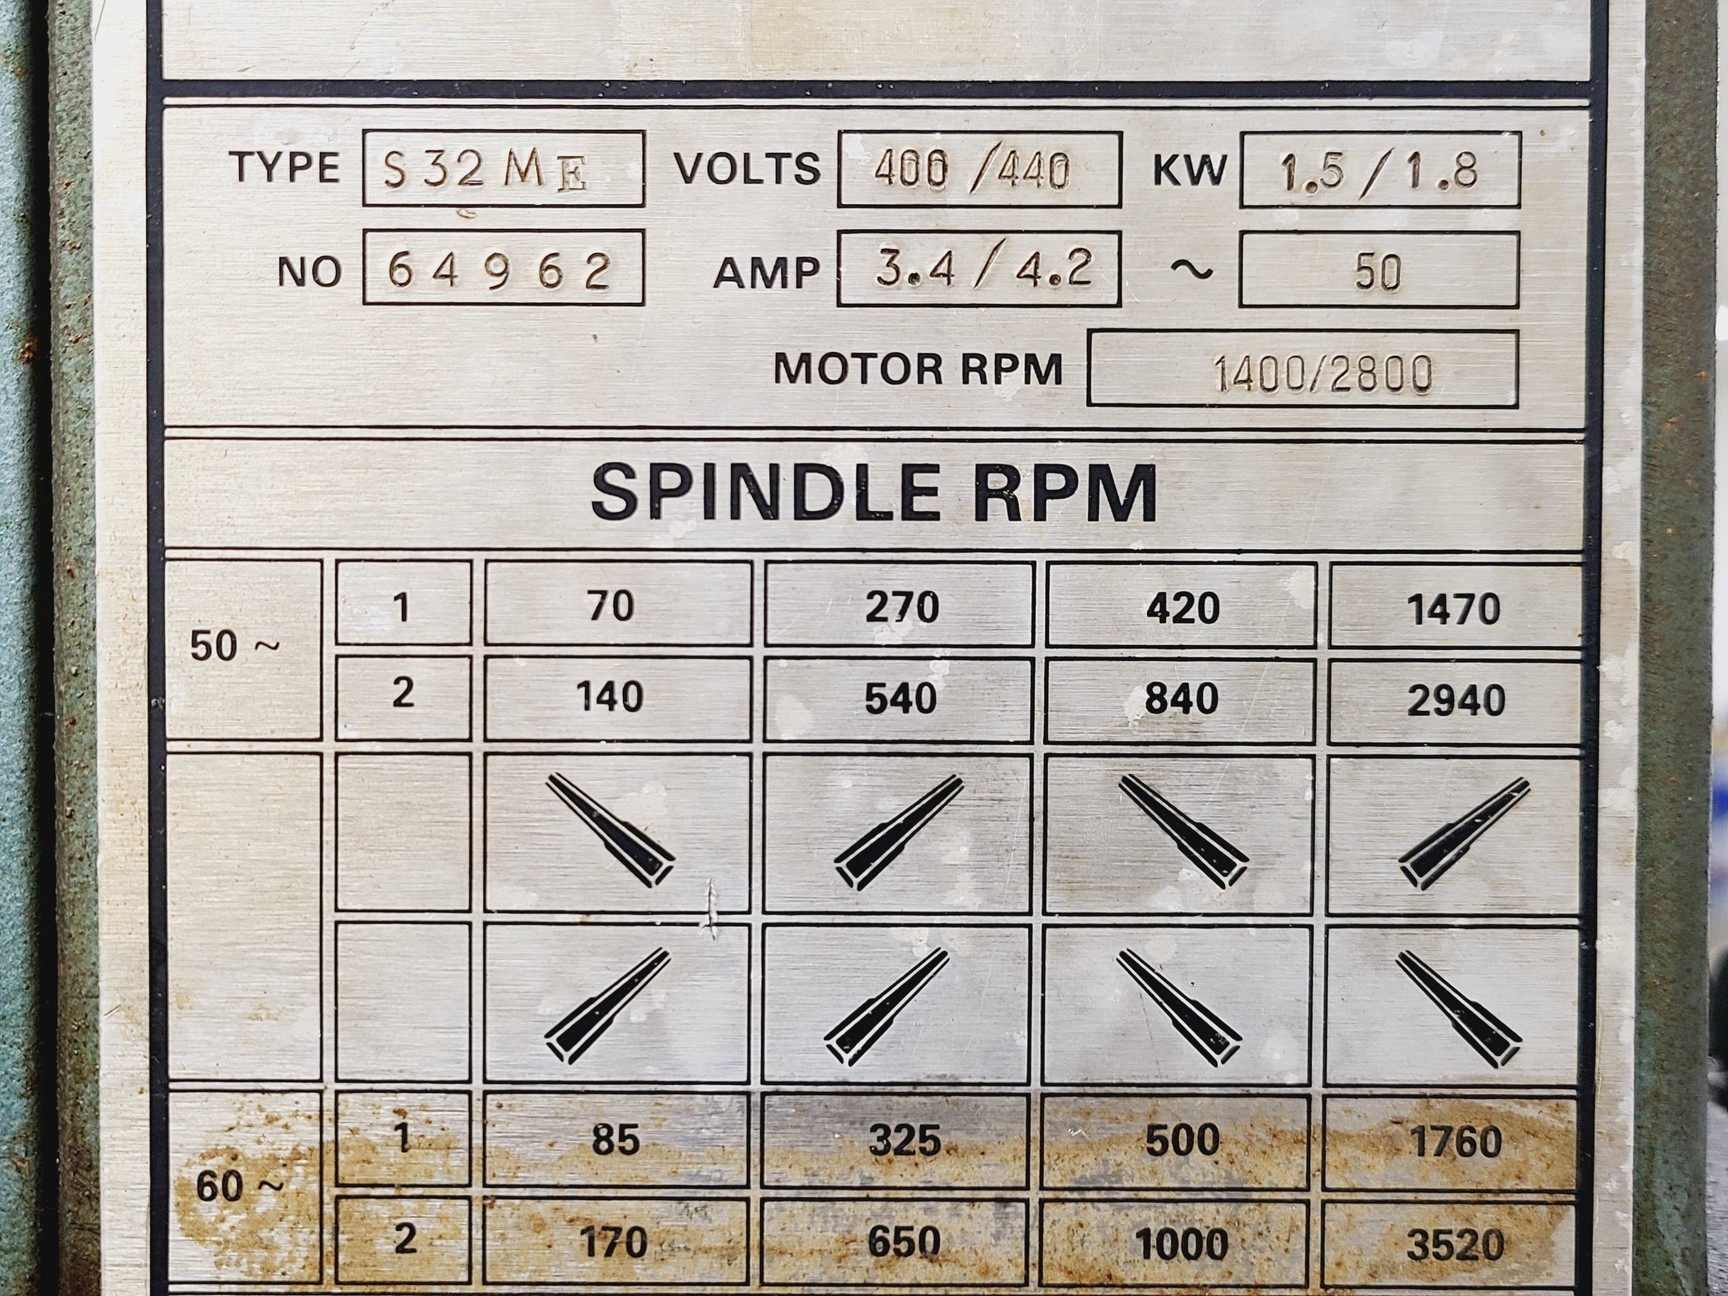 TYPE S32ME VOLTS 400/440 KW 1.5/1.8
NO 64962 AMP 3.4/4.2 ~ 50
MOTOR RPM 1400/2800
SPINDLE RPM
50 ~ 1 70 270 420 1470
2 140 540 840 2940
60 ~ 1 85 325 500 1760
2 170 650 1000 3520